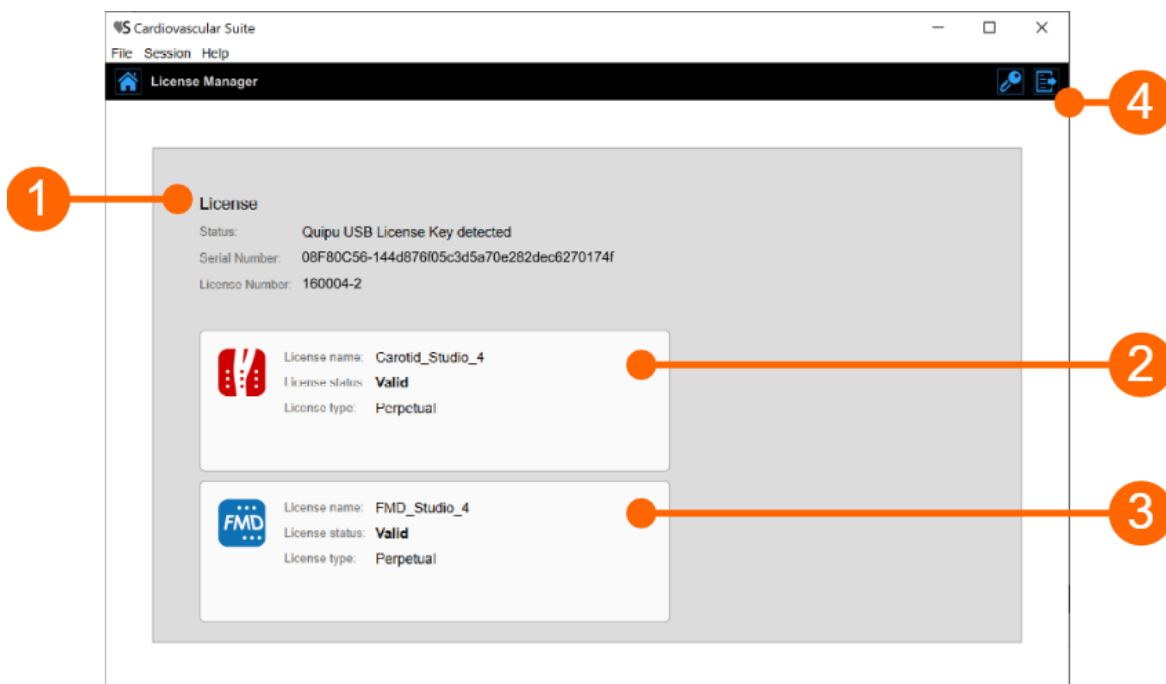 S Cardiovascular Suite
File Session Help
License Manager
4
1
License
Status: Quipu USB License Key detected
Serial Number: 08F80C56-144d876f05c3d5a70e282dec6270174f
License Number: 160004-2
2
License name: Carotid_Studio_4
License status: Valid
License type: Perpetual
3
FMD
License name: FMD_Studio_4
License status: Valid
License type: Perpetual